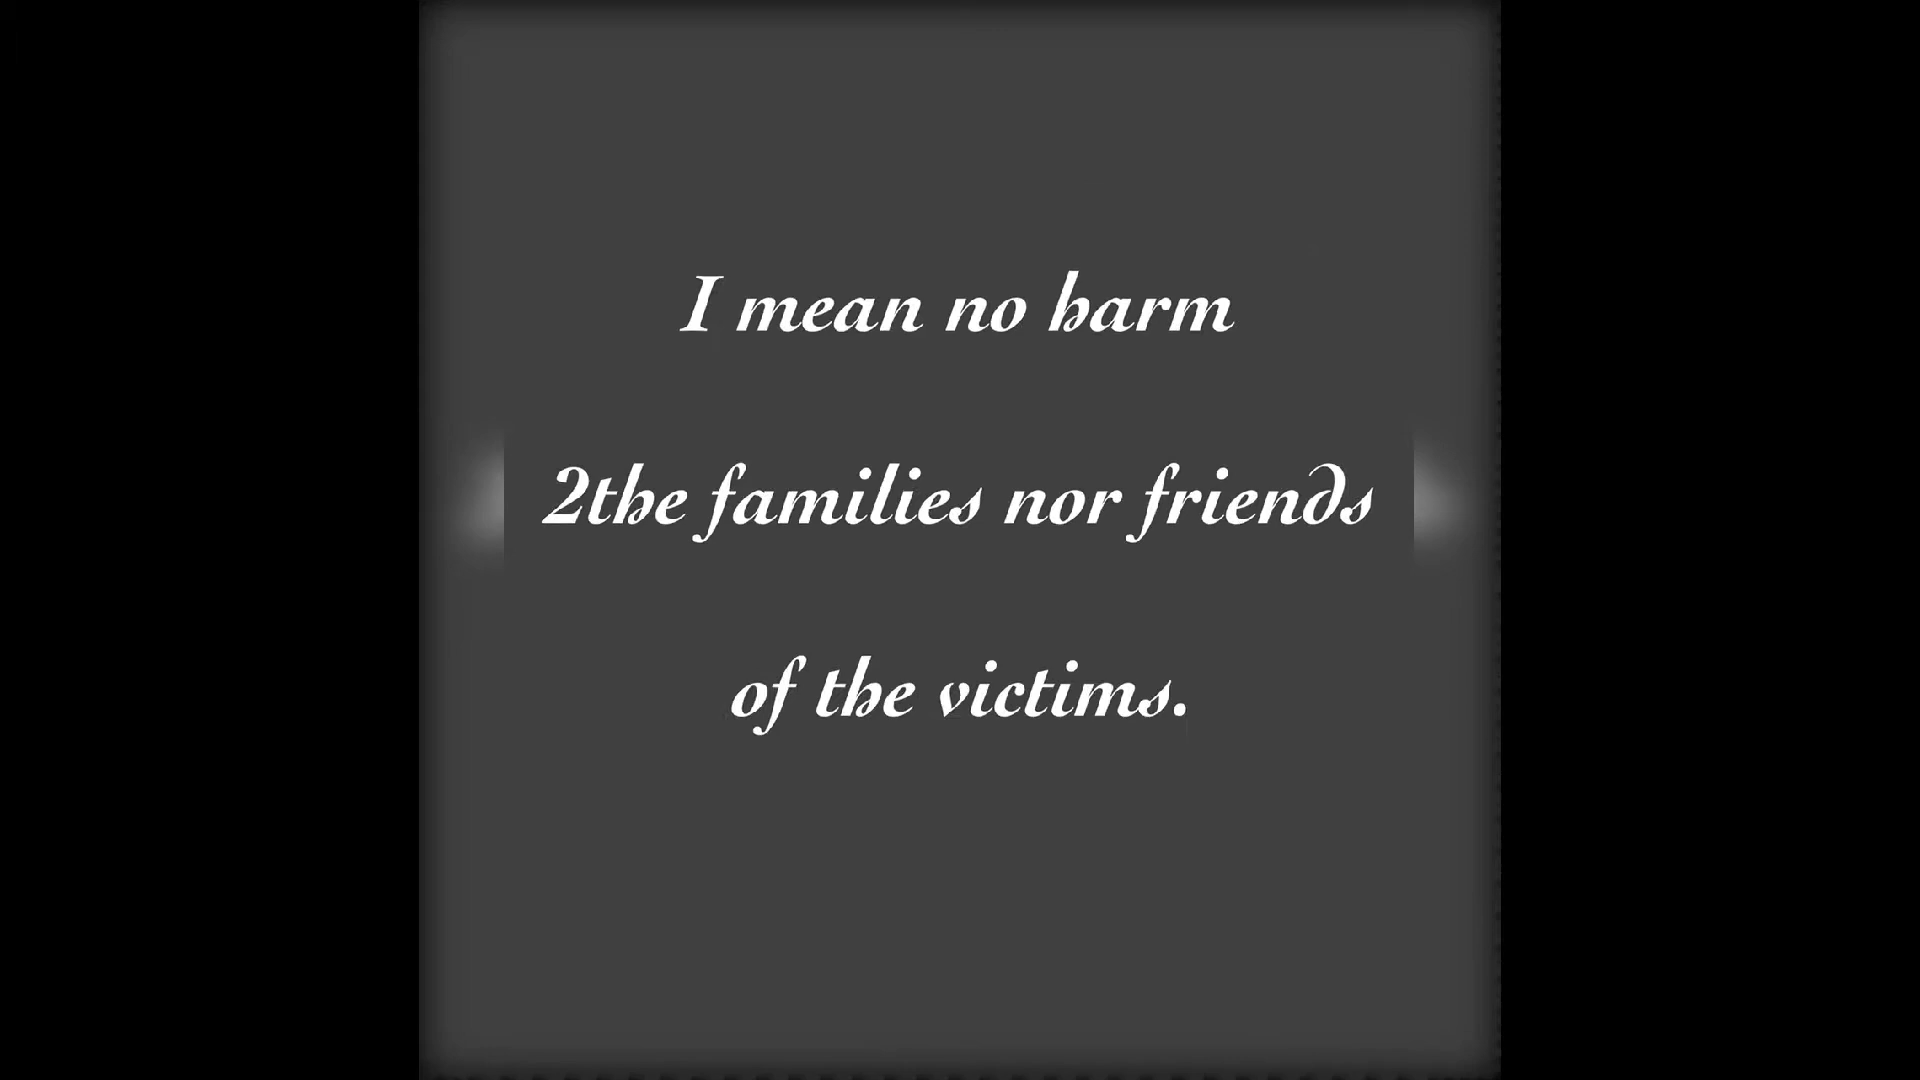 I mean no harm
2the families nor friends
of the victims.